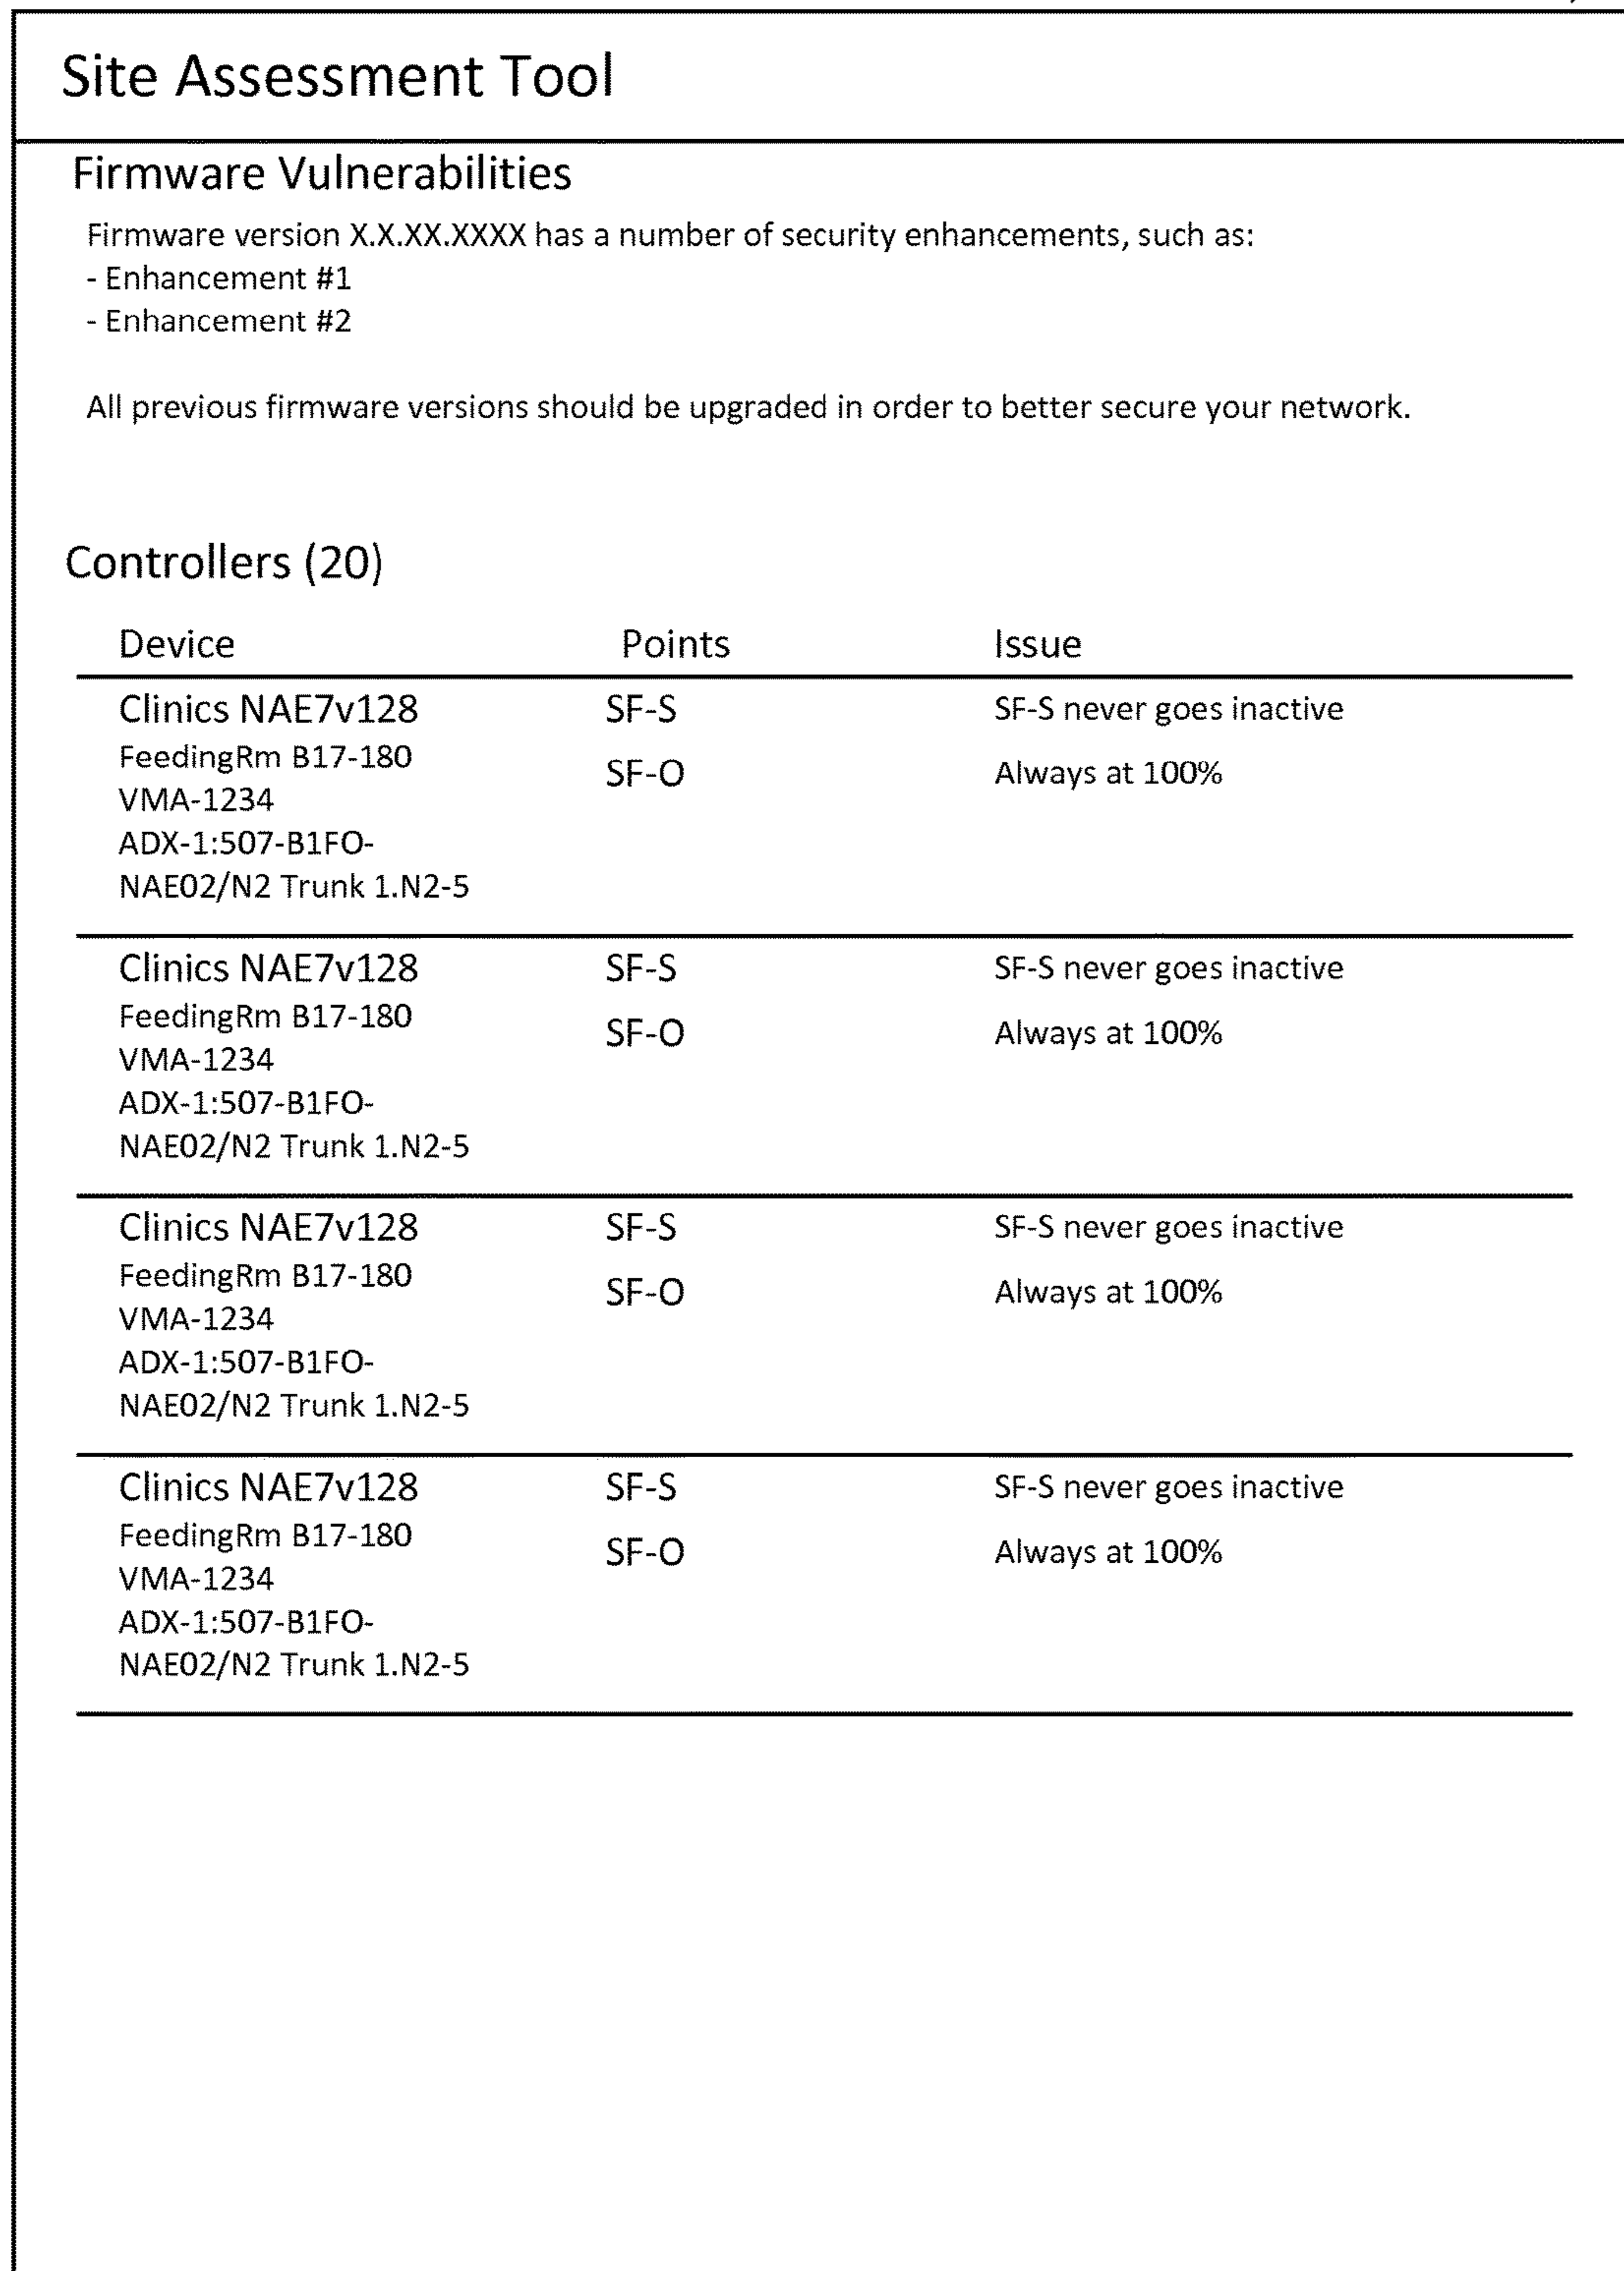 Site Assessment Tool
Firmware Vulnerabilities
Firmware version X.X.XX.XXXX has a number of security enhancements, such as:
- Enhancement #1
- Enhancement #2
All previous firmware versions should be upgraded in order to better secure your network.
Controllers (20)
Device Points Issue
Clinics NAE7v128 SF-S SF-S never goes inactive
FeedingRm B17-180
SF-O Always at 100%
VMA-1234
ADX-1:507-B1FO-
NAE02/N2 Trunk 1.N2-5
Clinics NAE7v128 SF-S SF-S never goes inactive
FeedingRm B17-180
SF-O Always at 100%
VMA-1234
ADX-1:507-B1FO-
NAE02/N2 Trunk 1.N2-5
Clinics NAE7v128 SF-S SF-S never goes inactive
FeedingRm B17-180
SF-O Always at 100%
VMA-1234
ADX-1:507-B1FO-
NAE02/N2 Trunk 1.N2-5
Clinics NAE7v128 SF-S SF-S never goes inactive
FeedingRm B17-180
SF-O Always at 100%
VMA-1234
ADX-1:507-B1FO-
NAE02/N2 Trunk 1.N2-5